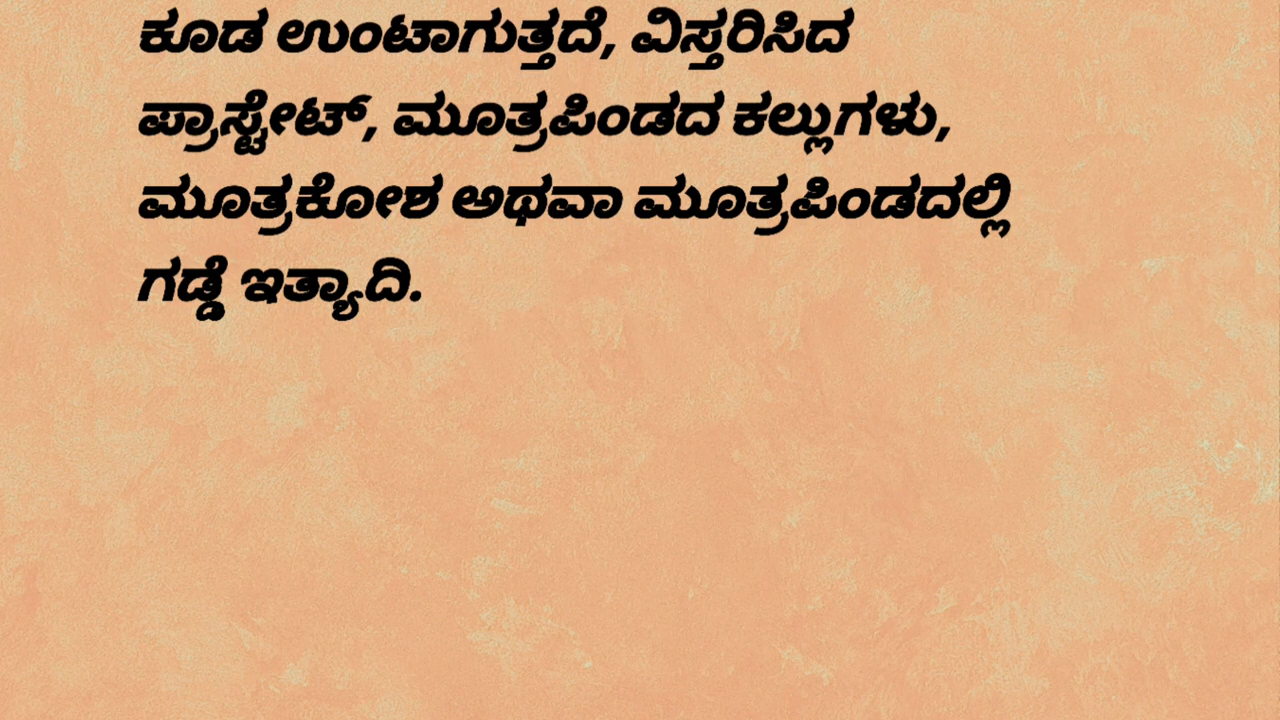 ಕೂಡ ಉಂಟಾಗುತ್ತದೆ, ವಿಸ್ತರಿಸಿದ
ಪ್ರಾಸ್ಟೇಟ್, ಮೂತ್ರಪಿಂಡದ ಕಲ್ಲುಗಳು,
ಮೂತ್ರಕೋಶ ಅಥವಾ ಮೂತ್ರಪಿಂಡದಲ್ಲಿ
ಗಡ್ಡೆ ಇತ್ಯಾದಿ.